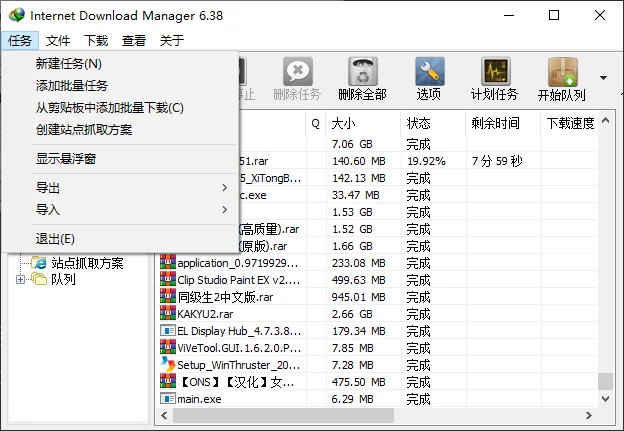 Internet Download Manager 6.38
任务 文件 下载 查看 关于
新建任务(N)
添加批量任务
从剪贴板中添加批量下载(C)
创建站点抓取方案
显示悬浮窗
导出
导入
退出(E)
停止 删除任务 删除全部 选项 计划任务 开始队列
站点抓取方案
队列
Q 大小 状态 剩余时间 下载速度
7.06 GB 完成
51.rar 140.60 MB 19.92% 7 分 59 秒
5_XiTongB... 142.13 MB 完成
c.exe 33.47 MB 完成
1.53 GB 完成
(高质量).rar 1.52 GB 完成
(原版).rar 1.66 GB 完成
application_0.9719929... 233.08 MB 完成
Clip Studio Paint EX v2.... 499.63 MB 完成
同级生2中文版.rar 945.01 MB 完成
KAKYU2.rar 2.66 GB 完成
EL Display Hub_4.7.3.8... 179.34 MB 完成
ViVeTool.GUI.1.6.2.0.P... 7.85 MB 完成
Setup_WinThruster_20... 7.28 MB 完成
【ONS】【汉化】女... 475.50 MB 完成
main.exe 6.29 MB 完成